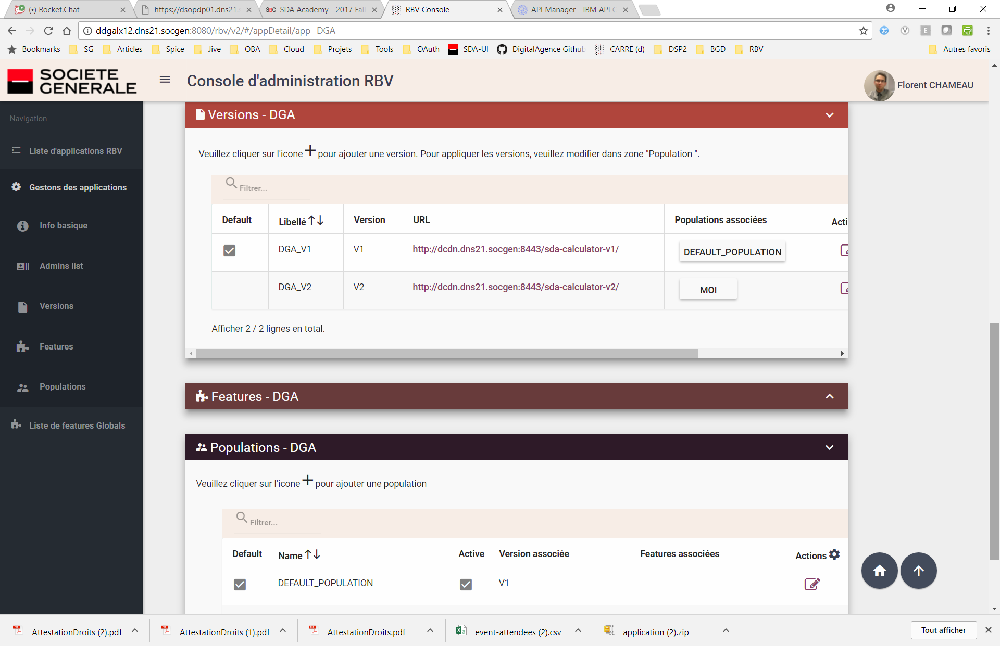 (•) Rocket.Chat
https://dsopdp01.dns21.
SBC SDA Academy - 2017 Fall
RBV Console
API Manager - IBM API C
ddgalx12.dns21.socgen:8080/rbv/v2/#/appDetail/app=DGA
Bookmarks SG Articles Spice Jive OBA Cloud Projets Tools OAuth SDA-UI DigitalAgence Github CARRE (d) DSP2 BGD RBV Autres favoris
SOCIETE
GENERALE
Console d'administration RBV
Florent CHAMEAU
Navigation
Liste d'applications RBV
Gestons des applications
Info basique
Admins list
Versions
Features
Populations
Liste de features Globals
Versions - DGA
Veuillez cliquer sur l'icone + pour ajouter une version. Pour appliquer les versions, veuillez modifier dans zone "Population ".
Filtrer...
Default Libellé Version URL Populations associées Acti
DGA_V1 V1 http://dcdn.dns21.socgen:8443/sda-calculator-v1/ DEFAULT_POPULATION
DGA_V2 V2 http://dcdn.dns21.socgen:8443/sda-calculator-v2/ MOI
Afficher 2 / 2 lignes en total.
Features - DGA
Populations - DGA
Veuillez cliquer sur l'icone + pour ajouter une population
Filtrer...
Default Name Active Version associée Features associées Actions
DEFAULT_POPULATION V1
AttestationDroits (2).pdf
AttestationDroits (1).pdf
AttestationDroits.pdf
event-attendees (2).csv
application (2).zip
Tout afficher